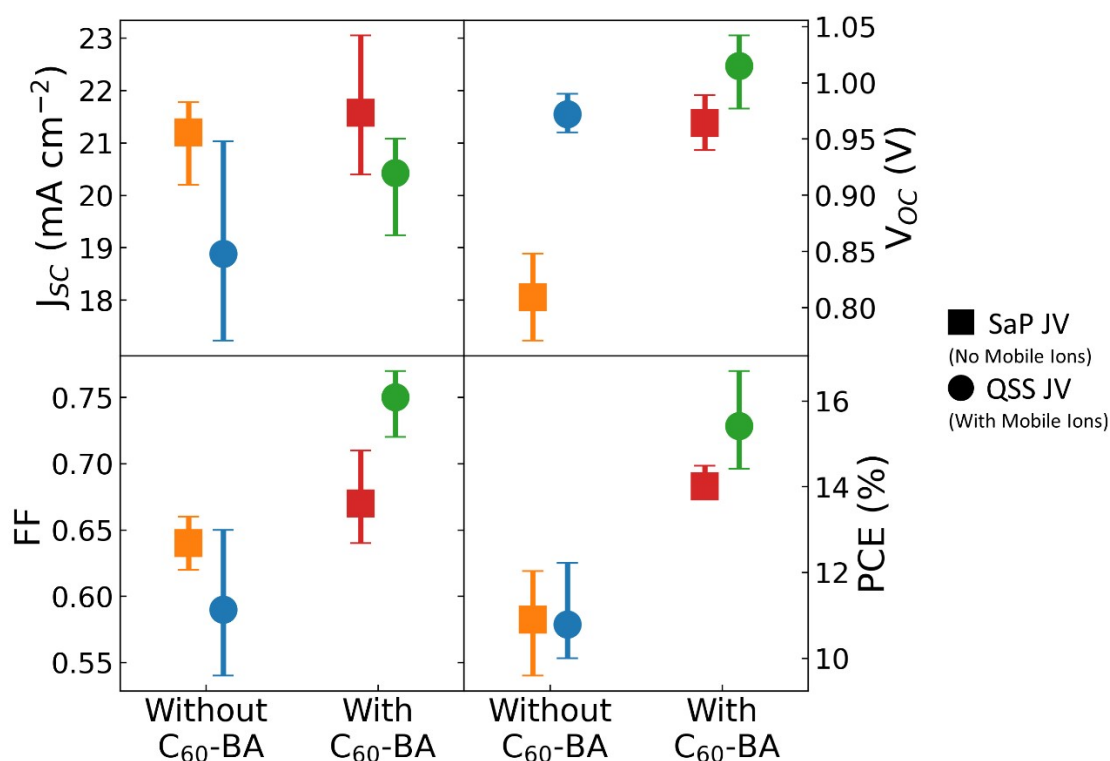 J_SC (mA cm⁻²)
23
22
21
20
19
18
1.05
1.00
0.95
0.90
0.85
0.80
V_OC (V)
FF
0.75
0.70
0.65
0.60
0.55
16
14
12
10
PCE (%)
Without
C₆₀-BA
With
C₆₀-BA
Without
C₆₀-BA
With
C₆₀-BA
SaP JV
(No Mobile Ions)
QSS JV
(With Mobile Ions)